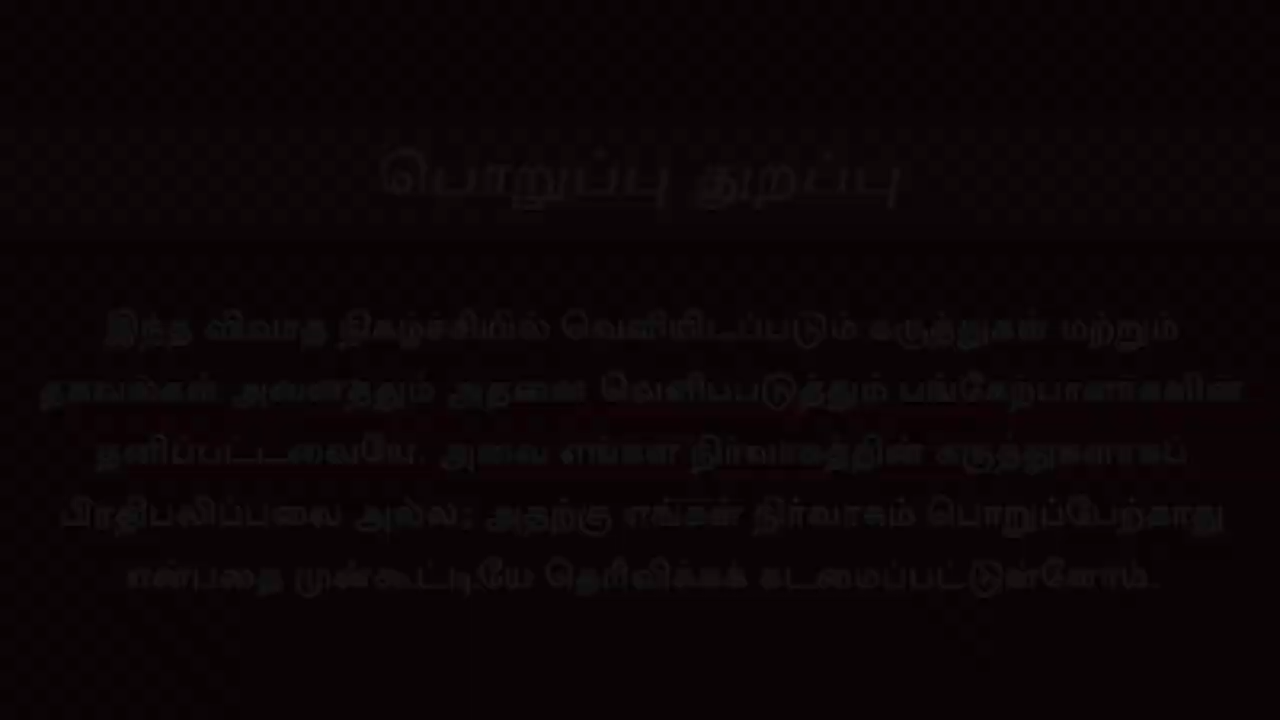 பொறுப்பு துறப்பு
இந்த விவாத நிகழ்ச்சியில் வெளியிடப்படும் கருத்துகள் மற்றும்
தகவல்கள் அனைத்தும் அதனை வெளிப்படுத்தும் பங்கேற்பாளர்களின்
தனிப்பட்டவையே. அவை எங்கள் நிர்வாகத்தின் கருத்துகளாகப்
பிரதிபலிப்பவை அல்ல; அதற்கு எங்கள் நிர்வாகம் பொறுப்பேற்காது
என்பதை முன்கூட்டியே தெரிவிக்கக் கடமைப்பட்டுள்ளோம்.